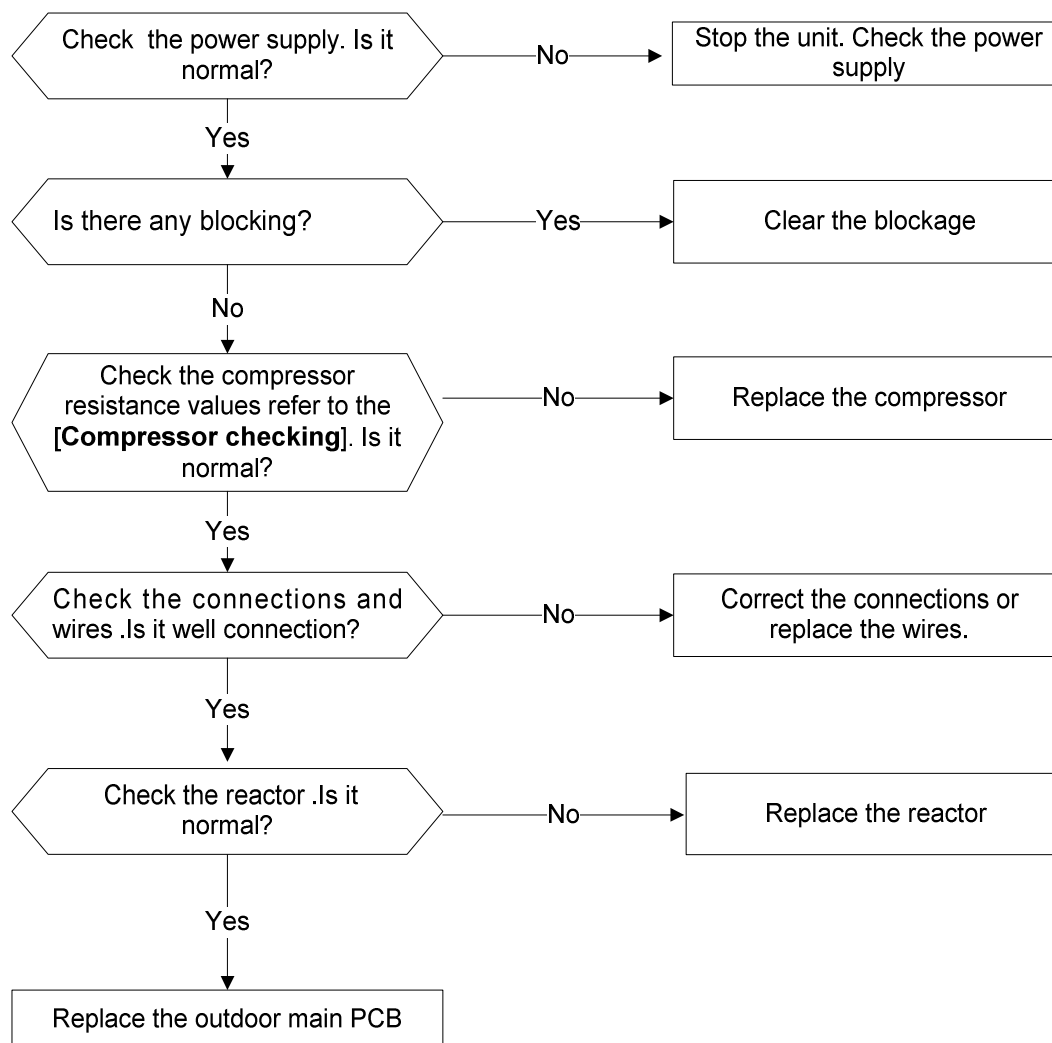 Check the power supply. Is it
normal?
No
Stop the unit. Check the power
supply
Yes
Is there any blocking?
Yes
Clear the blockage
No
Check the compressor
resistance values refer to the
[Compressor checking]. Is it
normal?
No
Replace the compressor
Yes
Check the connections and
wires .Is it well connection?
No
Correct the connections or
replace the wires.
Yes
Check the reactor .Is it
normal?
No
Replace the reactor
Yes
Replace the outdoor main PCB